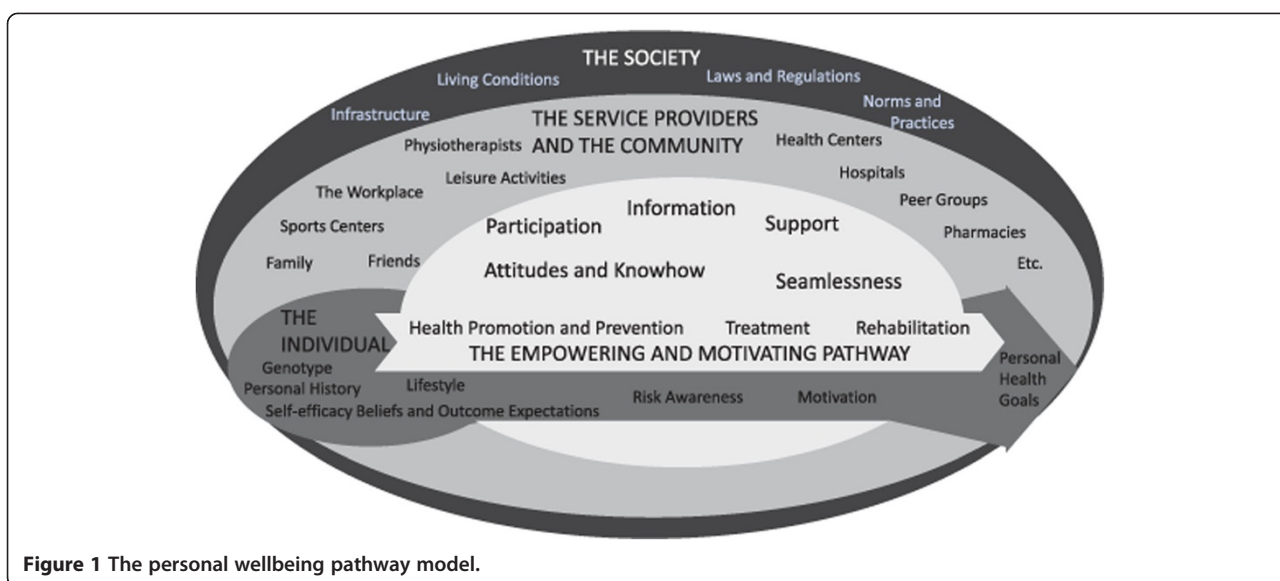 THE SOCIETY
Living Conditions
Laws and Regulations
Infrastructure
Norms and
Practices
THE SERVICE PROVIDERS
AND THE COMMUNITY
Physiotherapists
Health Centers
Leisure Activities
Hospitals
The Workplace
Peer Groups
Sports Centers
Pharmacies
Family
Friends
Etc.
Information
Participation
Support
Attitudes and Knowhow
Seamlessness
THE
INDIVIDUAL
Health Promotion and Prevention
Treatment
Rehabilitation
THE EMPOWERING AND MOTIVATING PATHWAY
Genotype
Personal History
Lifestyle
Self-efficacy Beliefs and Outcome Expectations
Risk Awareness
Motivation
Personal
Health
Goals
Figure 1 The personal wellbeing pathway model.